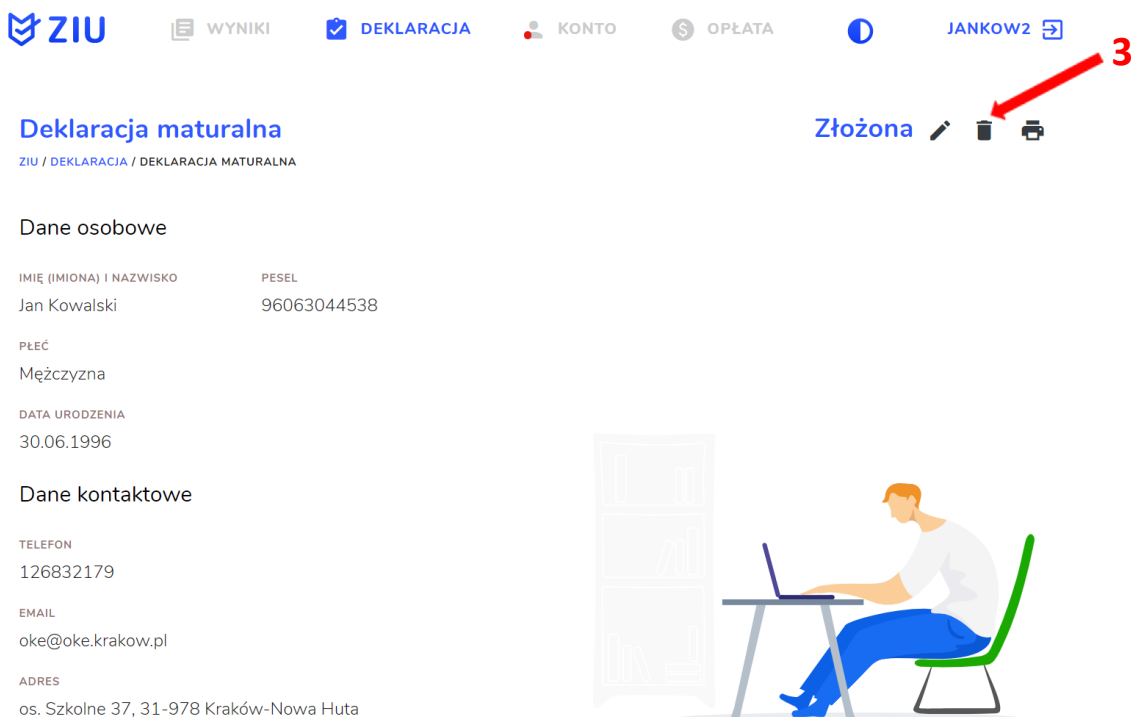 ZIU WYNIKI DEKLARACJA KONTO OPŁATA JANKOW2
3
Deklaracja maturalna Złożona
ZIU / DEKLARACJA / DEKLARACJA MATURALNA
Dane osobowe
IMIĘ (IMIONA) I NAZWISKO PESEL
Jan Kowalski 96063044538
PŁEĆ
Mężczyzna
DATA URODZENIA
30.06.1996
Dane kontaktowe
TELEFON
126832179
EMAIL
oke@oke.krakow.pl
ADRES
os. Szkolne 37, 31-978 Kraków-Nowa Huta